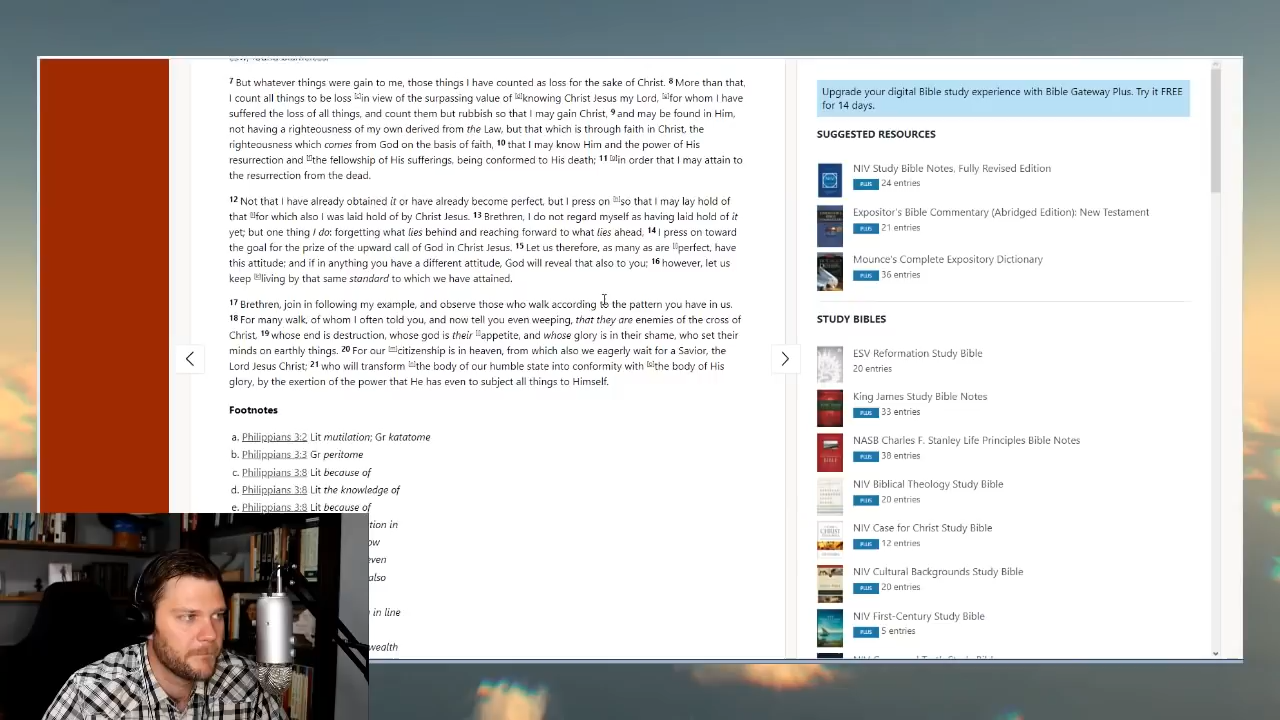 7 But whatever things were gain to me, those things I have counted as loss for the sake of Christ. 8 More than that,
I count all things to be loss [c]in view of the surpassing value of [d]knowing Christ Jesus my Lord, [e]for whom I have
suffered the loss of all things, and count them but rubbish so that I may gain Christ, 9 and may be found in Him,
not having a righteousness of my own derived from the Law, but that which is through faith in Christ, the
righteousness which comes from God on the basis of faith, 10 that I may know Him and the power of His
resurrection and [f]the fellowship of His sufferings, being conformed to His death; 11 [g]in order that I may attain to
the resurrection from the dead.
12 Not that I have already obtained it or have already become perfect, but I press on [h]so that I may lay hold of
that [i]for which also I was laid hold of by Christ Jesus. 13 Brethren, I do not regard myself as having laid hold of it
yet; but one thing I do: forgetting what lies behind and reaching forward to what lies ahead, 14 I press on toward
the goal for the prize of the upward call of God in Christ Jesus. 15 Let us therefore, as many as are [j]perfect, have
this attitude; and if in anything you have a different attitude, God will reveal that also to you; 16 however, let us
keep [k]living by that same standard to which we have attained.
17 Brethren, join in following my example, and observe those who walk according to the pattern you have in us.
18 For many walk, of whom I often told you, and now tell you even weeping, that they are enemies of the cross of
Christ, 19 whose end is destruction, whose god is their [l]appetite, and whose glory is in their shame, who set their
minds on earthly things. 20 For our [m]citizenship is in heaven, from which also we eagerly wait for a Savior, the
Lord Jesus Christ; 21 who will transform [n]the body of our humble state into conformity with [o]the body of His
glory, by the exertion of the power that He has even to subject all things to Himself.
Footnotes
a. Philippians 3:2 Lit mutilation; Gr katatome
b. Philippians 3:3 Gr peritome
c. Philippians 3:8 Lit because of
d. Philippians 3:8 Lit the knowledge of
e. Philippians 3:8 Lit because of
tion in
ow
even
also
in line
wealth
Upgrade your digital Bible study experience with Bible Gateway Plus. Try it FREE
for 14 days.
SUGGESTED RESOURCES
NIV Study Bible Notes, Fully Revised Edition
PLUS 24 entries
Expositor's Bible Commentary (Abridged Edition): New Testament
PLUS 21 entries
Mounce's Complete Expository Dictionary
PLUS 36 entries
STUDY BIBLES
ESV Reformation Study Bible
20 entries
King James Study Bible Notes
PLUS 33 entries
NASB Charles F. Stanley Life Principles Bible Notes
PLUS 38 entries
NIV Biblical Theology Study Bible
PLUS 20 entries
NIV Case for Christ Study Bible
PLUS 12 entries
NIV Cultural Backgrounds Study Bible
PLUS 20 entries
NIV First-Century Study Bible
PLUS 5 entries